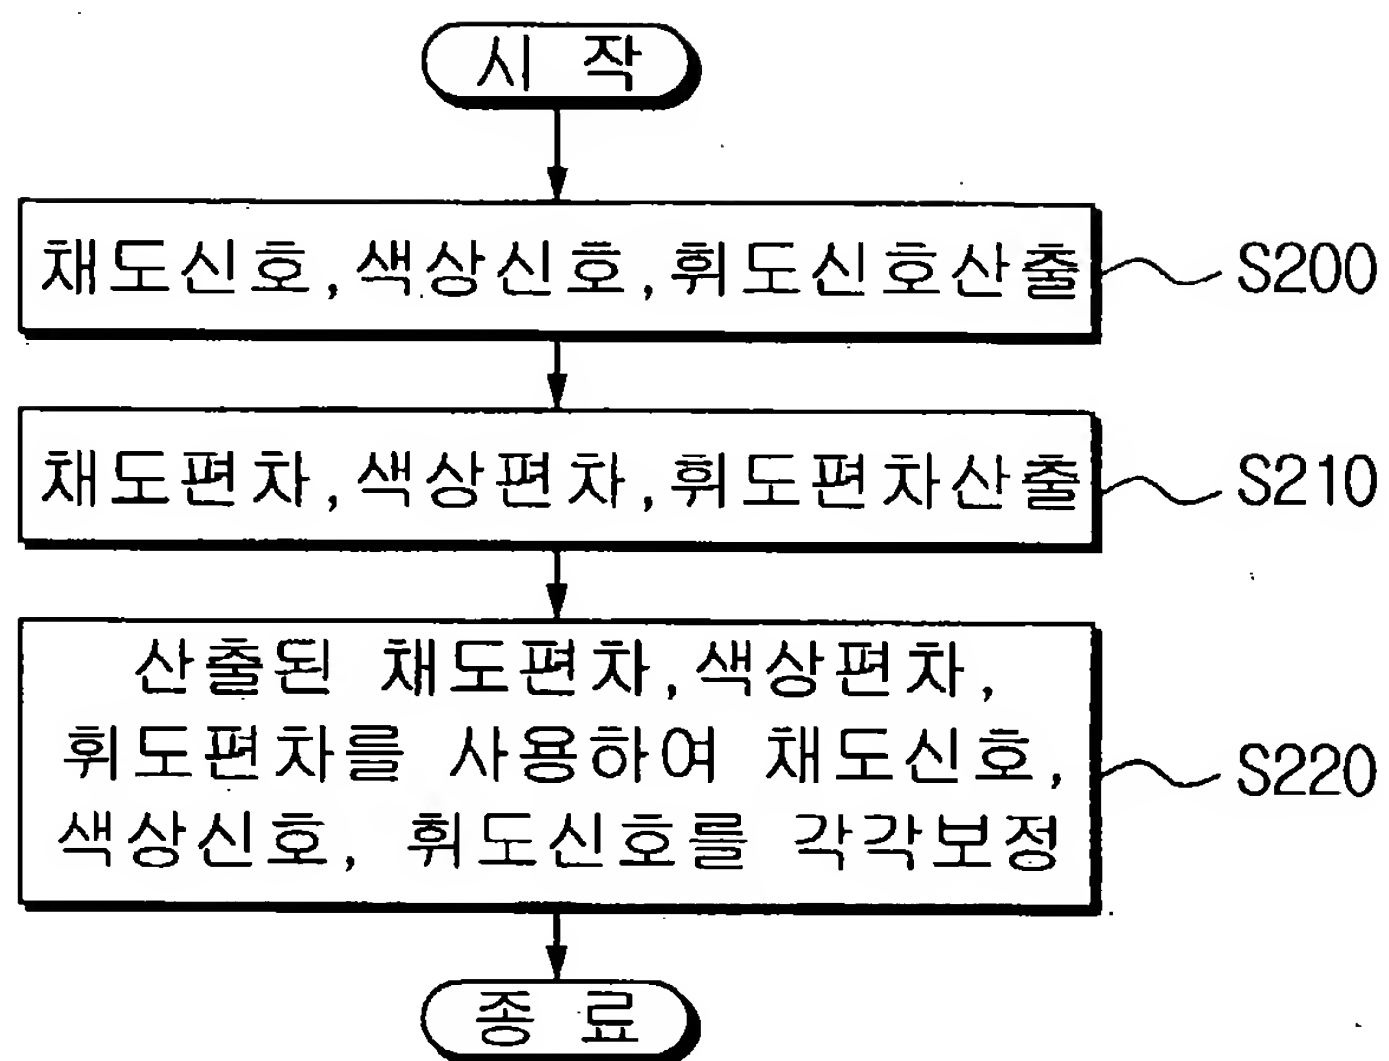 시 작
채도신호,색상신호,휘도신호산출
S200
채도편차,색상편차,휘도편차산출
S210
산출된 채도편차,색상편차,
휘도편차를 사용하여 채도신호,
색상신호, 휘도신호를 각각보정
S220
종 료